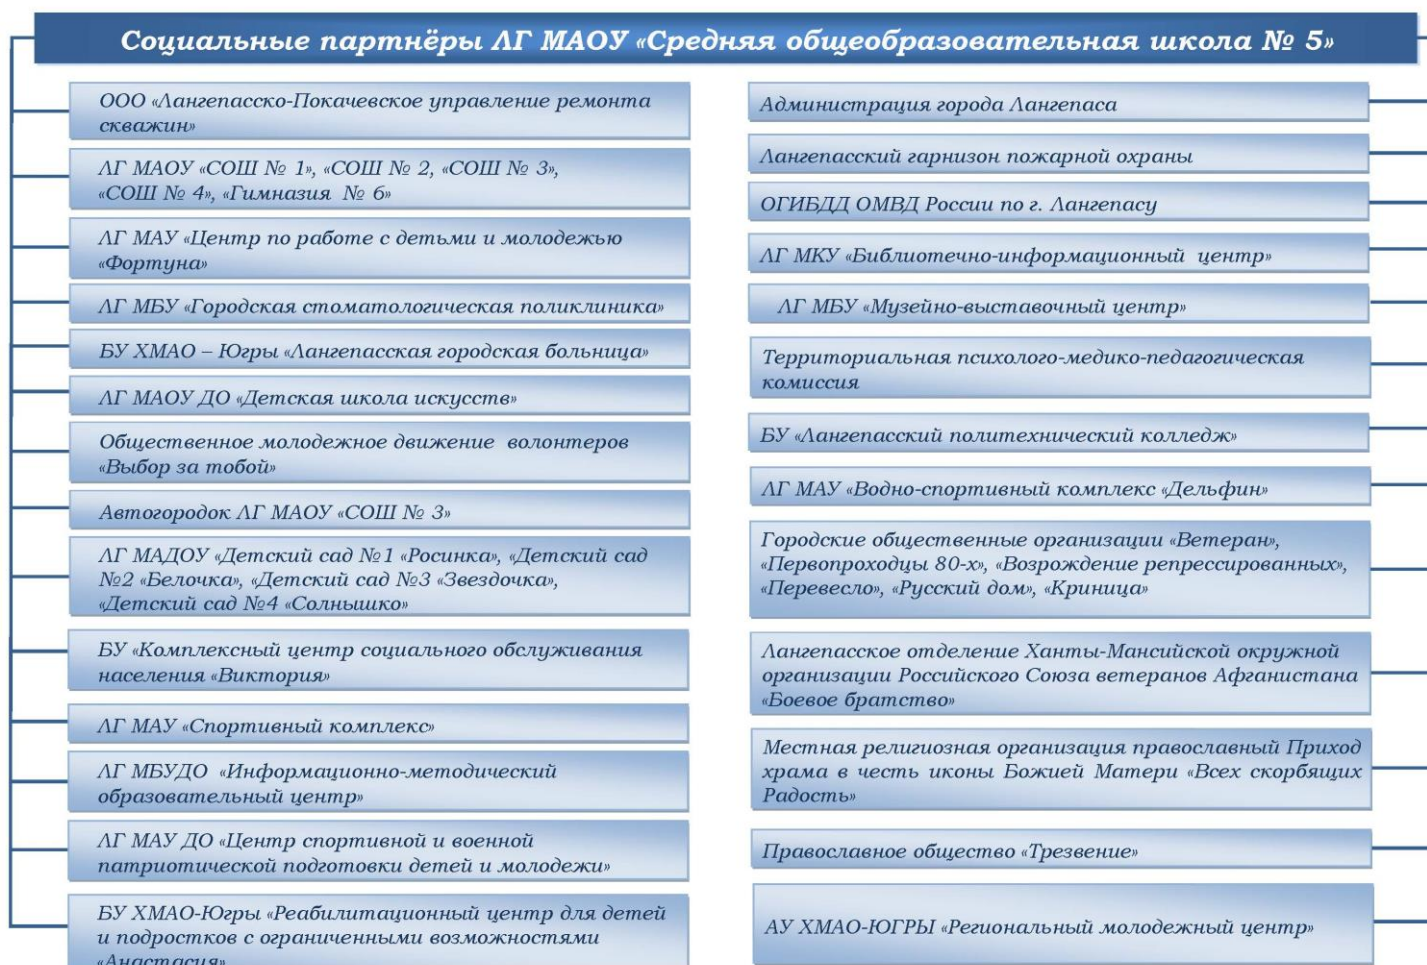 Социальные партнёры ЛГ МАОУ «Средняя общеобразовательная школа № 5»
ООО «Лангепасско-Покачевское управление ремонта
скважин»
ЛГ МАОУ «СОШ № 1», «СОШ № 2, «СОШ № 3»,
«СОШ № 4», «Гимназия № 6»
ЛГ МАУ «Центр по работе с детьми и молодежью
«Фортуна»
ЛГ МБУ «Городская стоматологическая поликлиника»
БУ ХМАО – Югры «Лангепасская городская больница»
ЛГ МАОУ ДО «Детская школа искусств»
Общественное молодежное движение волонтеров
«Выбор за тобой»
Автогородок ЛГ МАОУ «СОШ № 3»
ЛГ МАДОУ «Детский сад №1 «Росинка», «Детский сад
№2 «Белочка», «Детский сад №3 «Звездочка»,
«Детский сад №4 «Солнышко»
БУ «Комплексный центр социального обслуживания
населения «Виктория»
ЛГ МАУ «Спортивный комплекс»
ЛГ МБУДО «Информационно-методический
образовательный центр»
ЛГ МАУ ДО «Центр спортивной и военной
патриотической подготовки детей и молодежи»
БУ ХМАО-Югры «Реабилитационный центр для детей
и подростков с ограниченными возможностями
«Анастасия»
Администрация города Лангепаса
Лангепасский гарнизон пожарной охраны
ОГИБДД ОМВД России по г. Лангепасу
ЛГ МКУ «Библиотечно-информационный центр»
ЛГ МБУ «Музейно-выставочный центр»
Территориальная психолого-медико-педагогическая
комиссия
БУ «Лангепасский политехнический колледж»
ЛГ МАУ «Водно-спортивный комплекс «Дельфин»
Городские общественные организации «Ветеран»,
«Первопроходцы 80-х», «Возрождение репрессированных»,
«Перевесло», «Русский дом», «Криница»
Лангепасское отделение Ханты-Мансийской окружной
организации Российского Союза ветеранов Афганистана
«Боевое братство»
Местная религиозная организация православный Приход
храма в честь иконы Божией Матери «Всех скорбящих
Радость»
Православное общество «Трезвение»
АУ ХМАО-ЮГРЫ «Региональный молодежный центр»